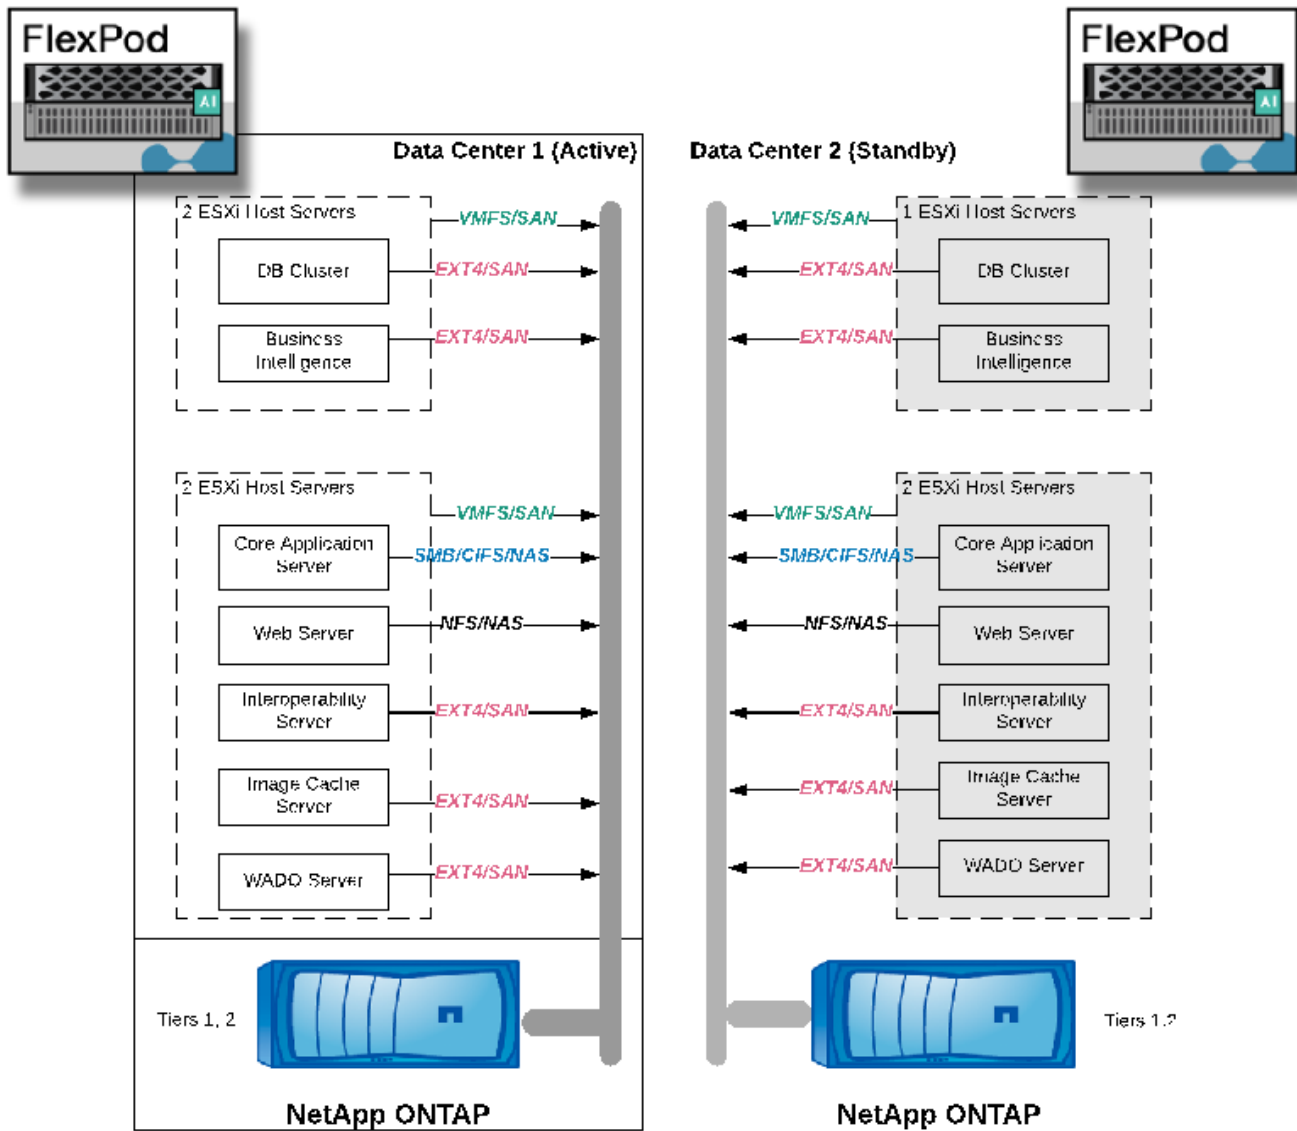 FlexPod
AI
FlexPod
AI
Data Center 1 (Active)
2 ESXi Host Servers
VMFS/SAN
DB Cluster
EXT4/SAN
Business
Intelligence
EXT4/SAN
2 ESXi Host Servers
VMFS/SAN
Core Application
Server
SMB/CIFS/NAS
Web Server
NFS/NAS
Interoperability
Server
EXT4/SAN
Image Cache
Server
EXT4/SAN
WADO Server
EXT4/SAN
Tiers 1, 2
NetApp ONTAP
Data Center 2 (Standby)
VMFS/SAN
1 ESXi Host Servers
EXT4/SAN
DB Cluster
EXT4/SAN
Business
Intelligence
2 ESXi Host Servers
VMFS/SAN
SMB/CIFS/NAS
Core Application
Server
NFS/NAS
Web Server
EXT4/SAN
Interoperability
Server
EXT4/SAN
Image Cache
Server
EXT4/SAN
WADO Server
Tiers 1.2
NetApp ONTAP